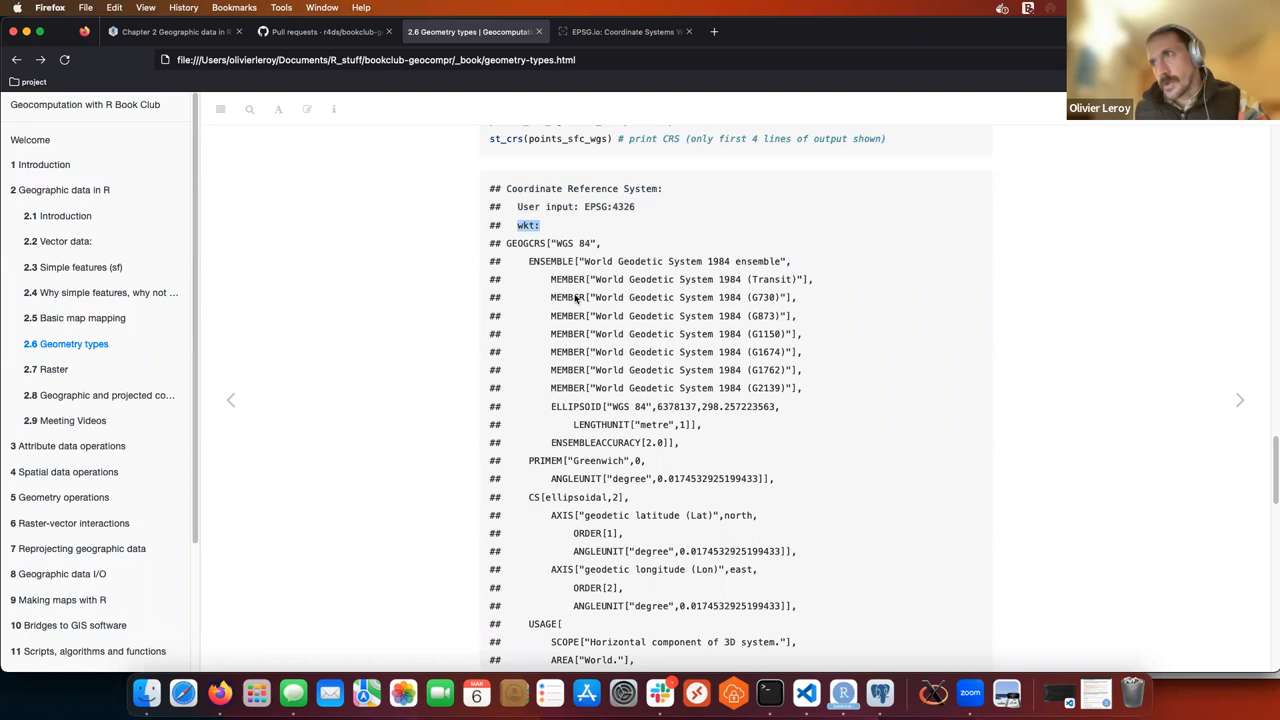 Firefox File Edit View History Bookmarks Tools Window Help
Chapter 2 Geographic data in R
Pull requests · r4ds/bookclub-g
2.6 Geometry types | Geocomputati
EPSG.io: Coordinate Systems W
file:///Users/olivierleroy/Documents/R_stuff/bookclub-geocompr/_book/geometry-types.html
project
Olivier Leroy
Geocomputation with R Book Club
Welcome
1 Introduction
2 Geographic data in R
2.1 Introduction
2.2 Vector data:
2.3 Simple features (sf)
2.4 Why simple features, why not ...
2.5 Basic map mapping
2.6 Geometry types
2.7 Raster
2.8 Geographic and projected co...
2.9 Meeting Videos
3 Attribute data operations
4 Spatial data operations
5 Geometry operations
6 Raster-vector interactions
7 Reprojecting geographic data
8 Geographic data I/O
9 Making maps with R
10 Bridges to GIS software
11 Scripts, algorithms and functions
st_crs(points_sfc_wgs) # print CRS (only first 4 lines of output shown)
## Coordinate Reference System:
## User input: EPSG:4326
## wkt:
## GEOGCRS["WGS 84",
## ENSEMBLE["World Geodetic System 1984 ensemble",
## MEMBER["World Geodetic System 1984 (Transit)"],
## MEMBER["World Geodetic System 1984 (G730)"],
## MEMBER["World Geodetic System 1984 (G873)"],
## MEMBER["World Geodetic System 1984 (G1150)"],
## MEMBER["World Geodetic System 1984 (G1674)"],
## MEMBER["World Geodetic System 1984 (G1762)"],
## MEMBER["World Geodetic System 1984 (G2139)"],
## ELLIPSOID["WGS 84",6378137,298.257223563,
## LENGTHUNIT["metre",1]],
## ENSEMBLEACCURACY[2.0]],
## PRIMEM["Greenwich",0,
## ANGLEUNIT["degree",0.0174532925199433]],
## CS[ellipsoidal,2],
## AXIS["geodetic latitude (Lat)",north,
## ORDER[1],
## ANGLEUNIT["degree",0.0174532925199433]],
## AXIS["geodetic longitude (Lon)",east,
## ORDER[2],
## ANGLEUNIT["degree",0.0174532925199433]],
## USAGE[
## SCOPE["Horizontal component of 3D system."],
## AREA["World."],
MAR
6
zoom